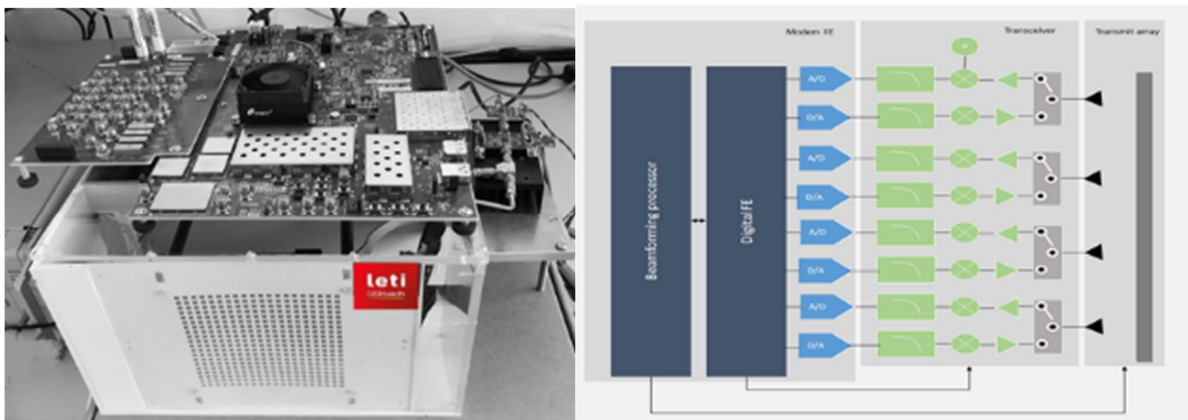 leti
Modem FE
Transceiver
Transmit array
Beamforming processor
Digital FE
A/D
D/A
A/D
D/A
A/D
D/A
A/D
D/A